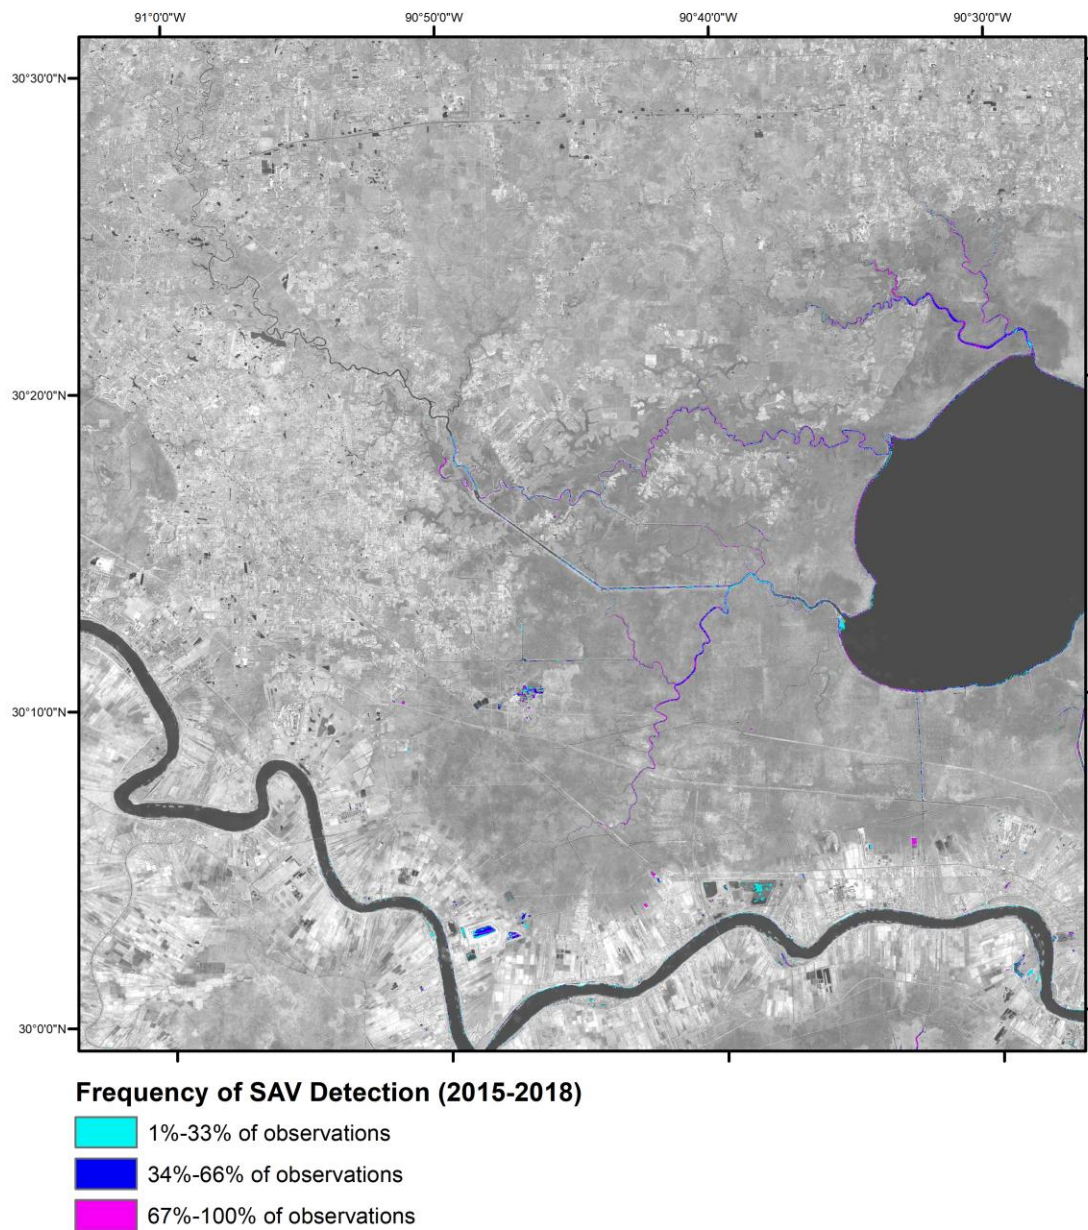 91°0'0"W 90°50'0"W 90°40'0"W 90°30'0"W
30°30'0"N
30°20'0"N
30°10'0"N
30°0'0"N
Frequency of SAV Detection (2015-2018)
1%-33% of observations
34%-66% of observations
67%-100% of observations